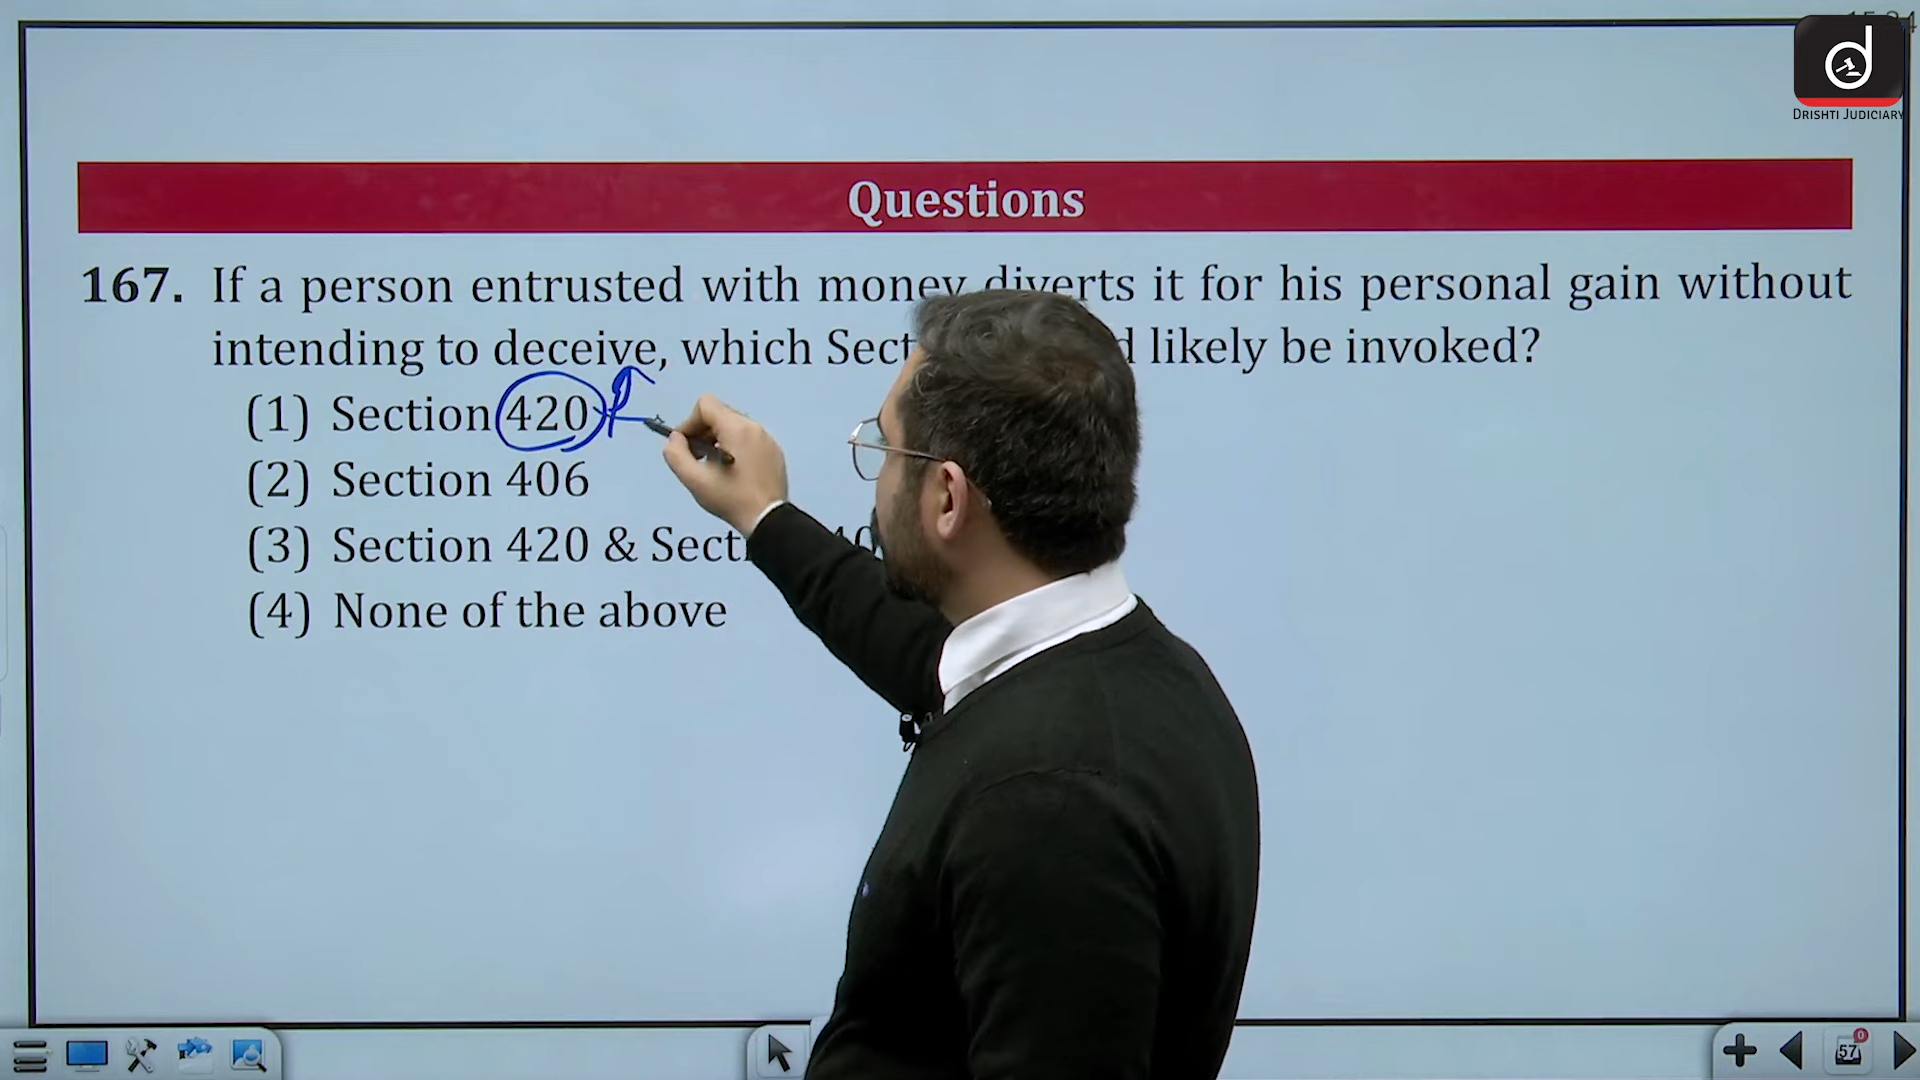 DRISHTI JUDICIARY
Questions
167. If a person entrusted with money diverts it for his personal gain without
intending to deceive, which likely be invoked?
(1) Section 420
(2) Section 406
(3) Section 420 &
(4) None of the above
57
0